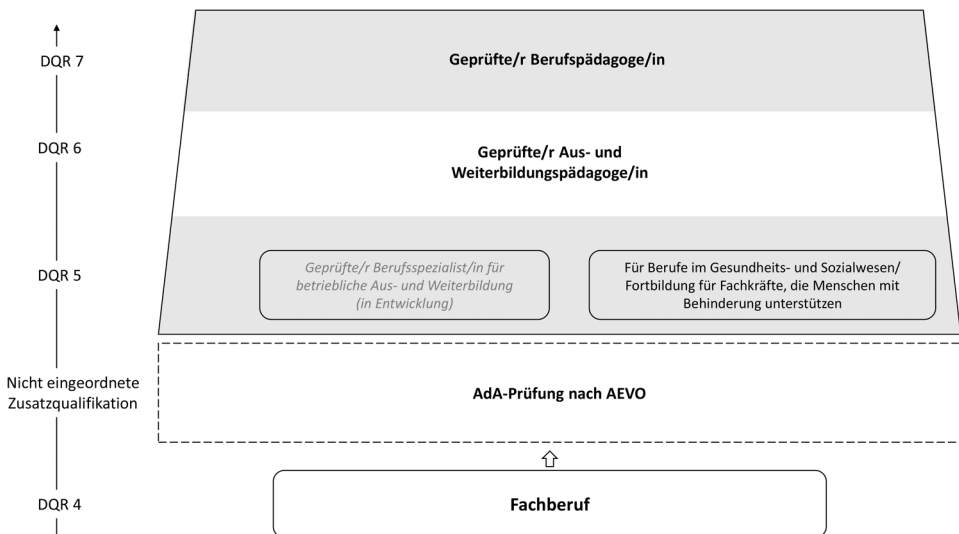 DQR 7
Geprüfte/r Berufspädagoge/in
DQR 6
Geprüfte/r Aus- und
Weiterbildungspädagoge/in
DQR 5
Geprüfte/r Berufsspezialist/in für
betriebliche Aus- und Weiterbildung
(in Entwicklung)
Für Berufe im Gesundheits- und Sozialwesen/
Fortbildung für Fachkräfte, die Menschen mit
Behinderung unterstützen
Nicht eingeordnete
Zusatzqualifikation
AdA-Prüfung nach AEVO
DQR 4
Fachberuf